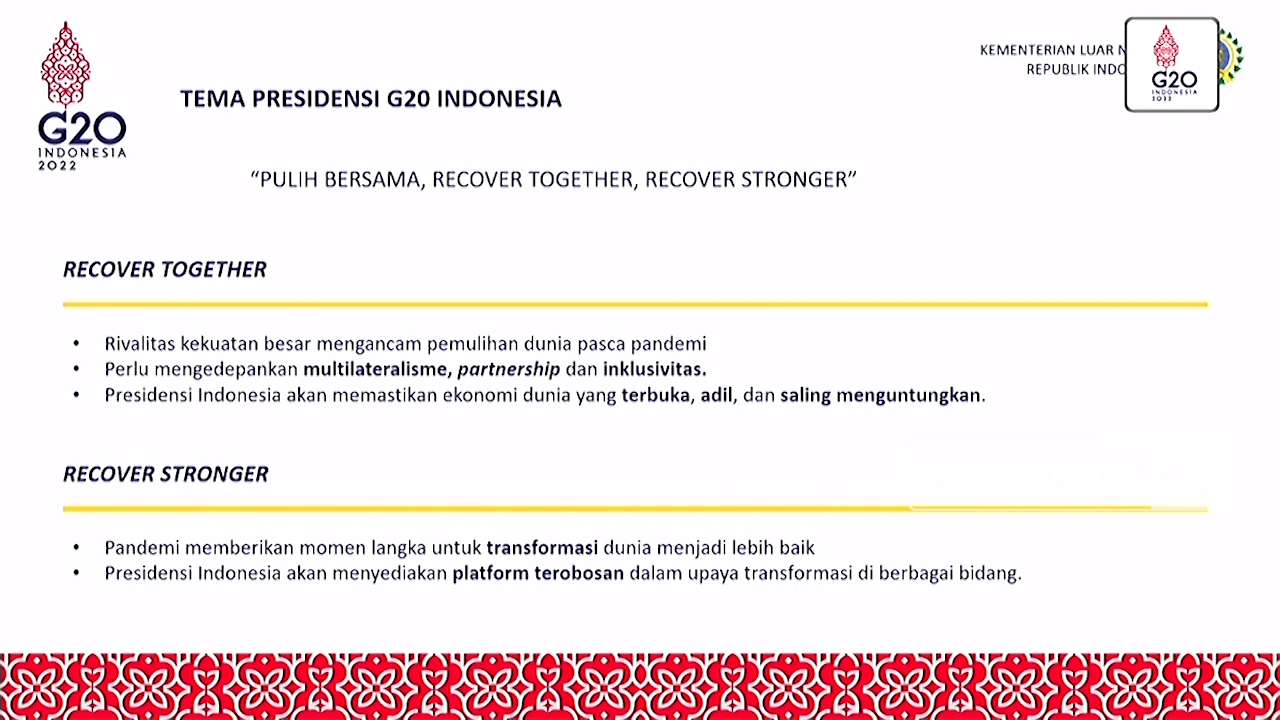 G20
INDONESIA
2022
KEMENTERIAN LUAR
REPUBLIK
G20
INDONESIA
2022
TEMA PRESIDENSI G20 INDONESIA
“PULIH BERSAMA, RECOVER TOGETHER, RECOVER STRONGER”
RECOVER TOGETHER
• Rivalitas kekuatan besar mengancam pemulihan dunia pasca pandemi
• Perlu mengedepankan multilateralisme, partnership dan inklusivitas.
• Presidensi Indonesia akan memastikan ekonomi dunia yang terbuka, adil, dan saling menguntungkan.
RECOVER STRONGER
• Pandemi memberikan momen langka untuk transformasi dunia menjadi lebih baik
• Presidensi Indonesia akan menyediakan platform terobosan dalam upaya transformasi di berbagai bidang.